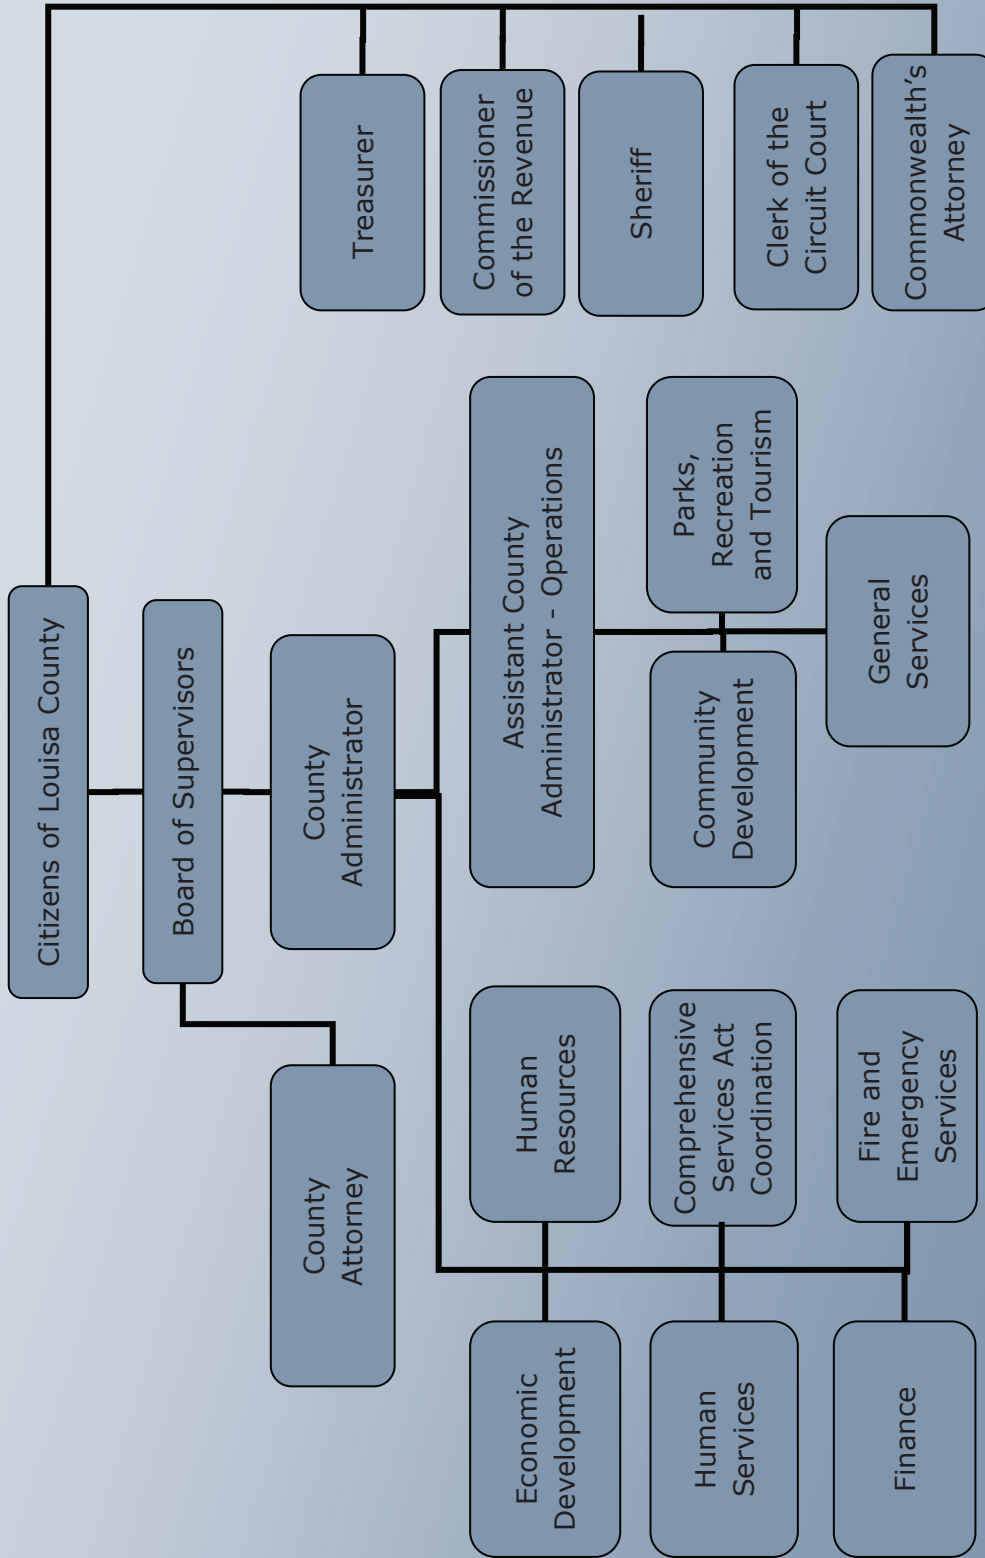 Citizens of Louisa County
Board of Supervisors
County
Attorney
County
Administrator
Economic
Development
Human
Resources
Human
Services
Comprehensive
Services Act
Coordination
Finance
Fire and
Emergency
Services
Assistant County
Administrator - Operations
Community
Development
Parks,
Recreation
and Tourism
General
Services
Treasurer
Commissioner
of the Revenue
Sheriff
Clerk of the
Circuit Court
Commonwealth’s
Attorney